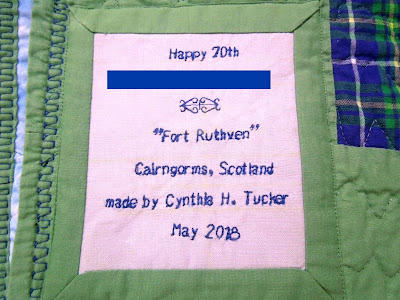 Happy 70th
"Fort Ruthven"
Cairngorms, Scotland
made by Cynthia H. Tucker
May 2018